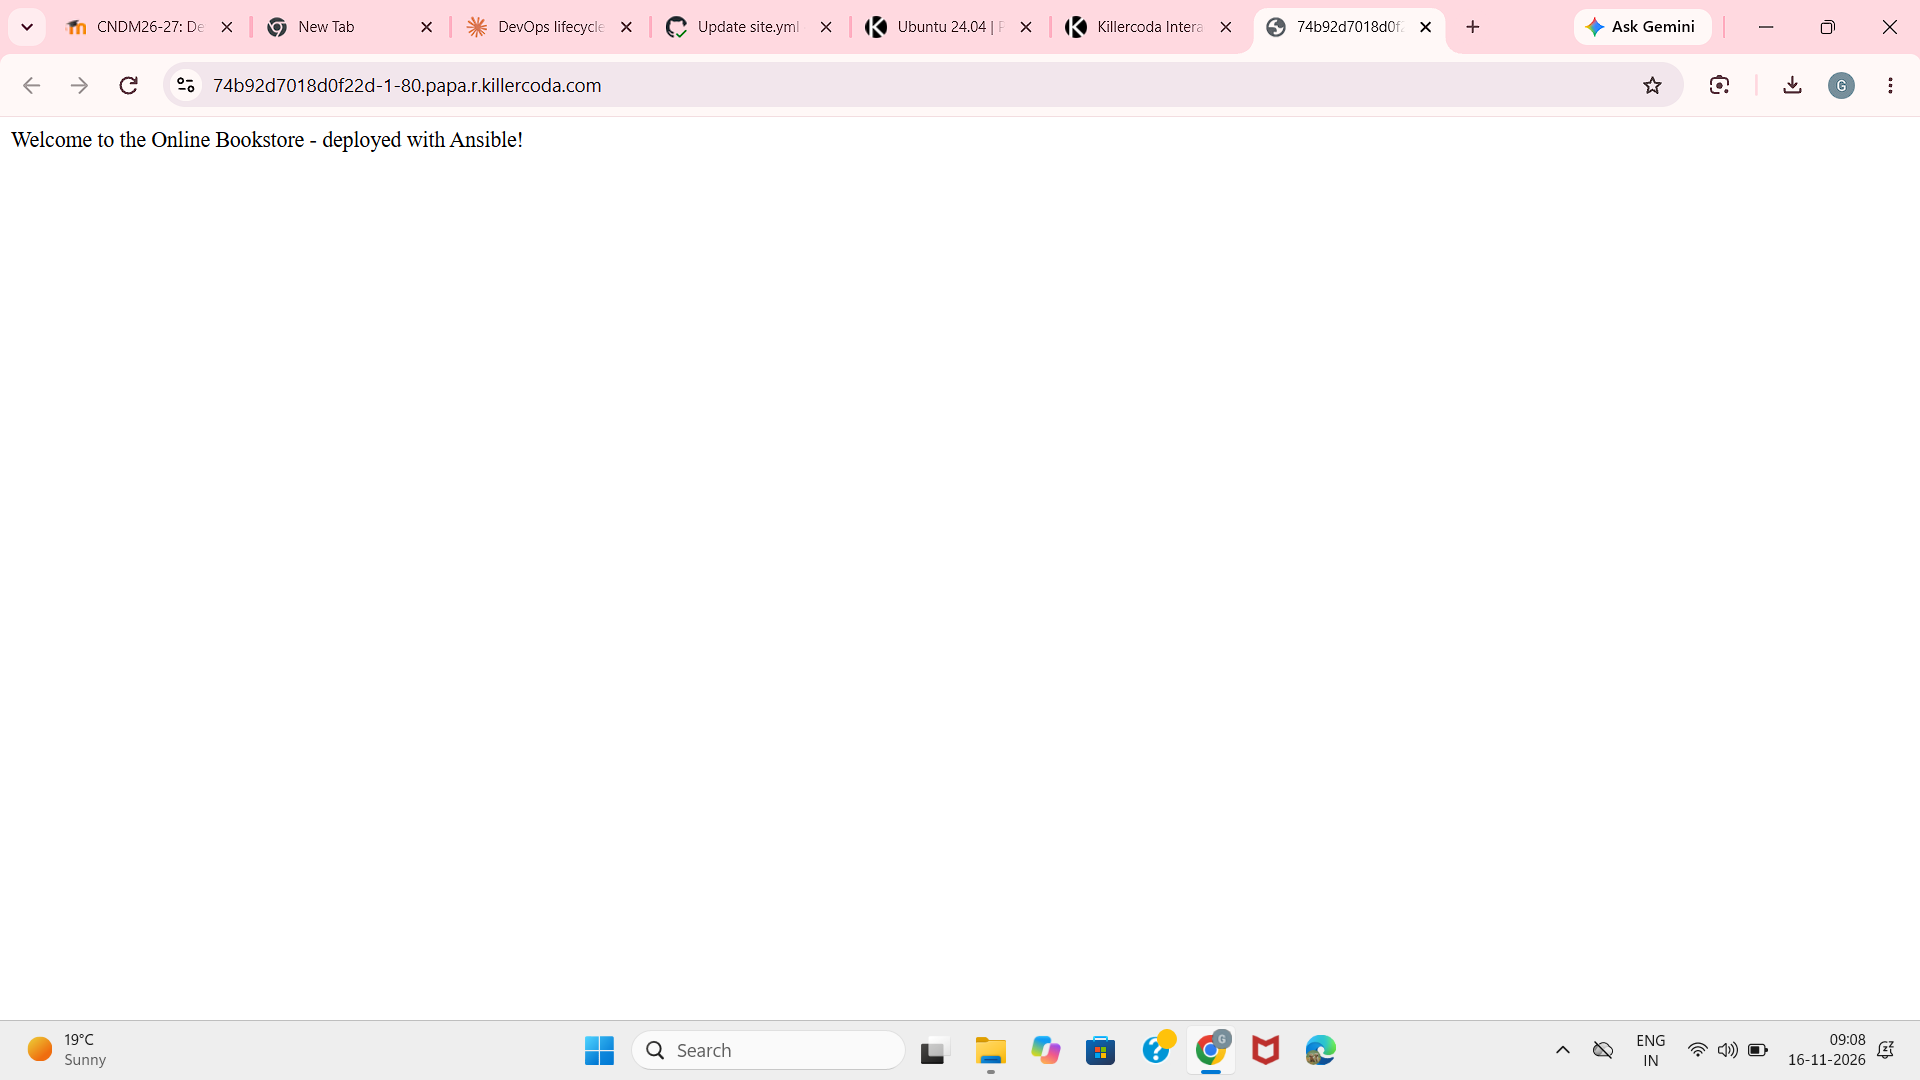 CNDM26-27: De
New Tab
DevOps lifecycle
Update site.yml
Ubuntu 24.04 | P
Killercoda Intera
74b92d7018d0f2
Ask Gemini
74b92d7018d0f22d-1-80.papa.r.killercoda.com
G
Welcome to the Online Bookstore - deployed with Ansible!
19°C
Sunny
Search
G
ENG
IN
09:08
16-11-2026